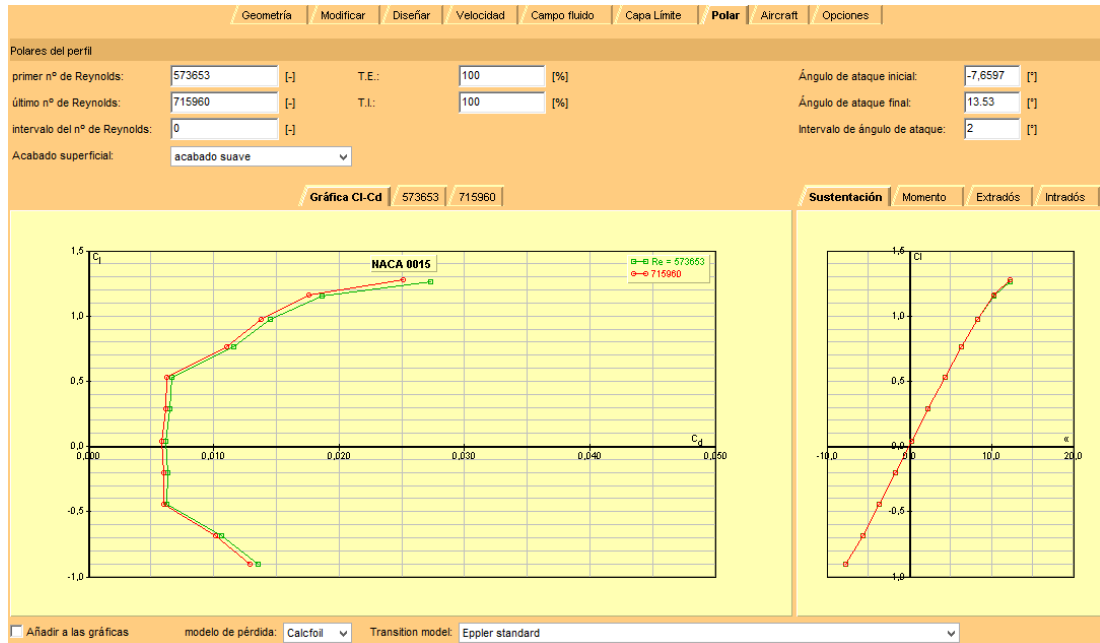 Geometría Modificar Diseñar Velocidad Campo fluido Capa Límite Polar Aircraft Opciones
Polares del perfil
primer nº de Reynolds: 573653 [-] T.E.: 100 [%] Ángulo de ataque inicial: -7,6597 [°]
último nº de Reynolds: 715960 [-] T.I.: 100 [%] Ángulo de ataque final: 13.53 [°]
intervalo del nº de Reynolds: 0 [-] Intervalo de ángulo de ataque: 2 [°]
Acabado superficial: acabado suave
Gráfica Cl-Cd 573653 715960 Sustentación Momento Extradós Intradós
1,5 Cl NACA 0015 Re = 573653 1,5 Cl
715960
1,0 1,0
0,5 0,5
0,0 Cd 0,0 α
0,000 0,010 0,020 0,030 0,040 0,050 -10,0 0,0 10,0 20,0
-0,5 -0,5
-1,0 -1,0
Añadir a las gráficas modelo de pérdida: Calcfoil Transition model: Eppler standard